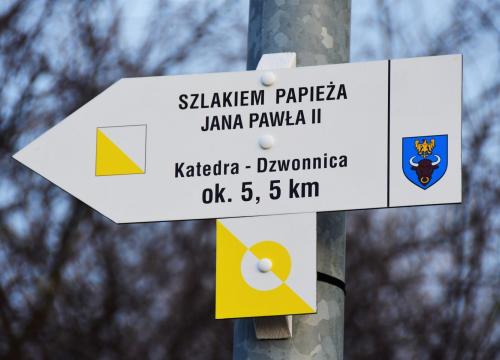 SZLAKIEM PAPIEŻA
JANA PAWŁA II
Katedra - Dzwonnica
ok. 5, 5 km